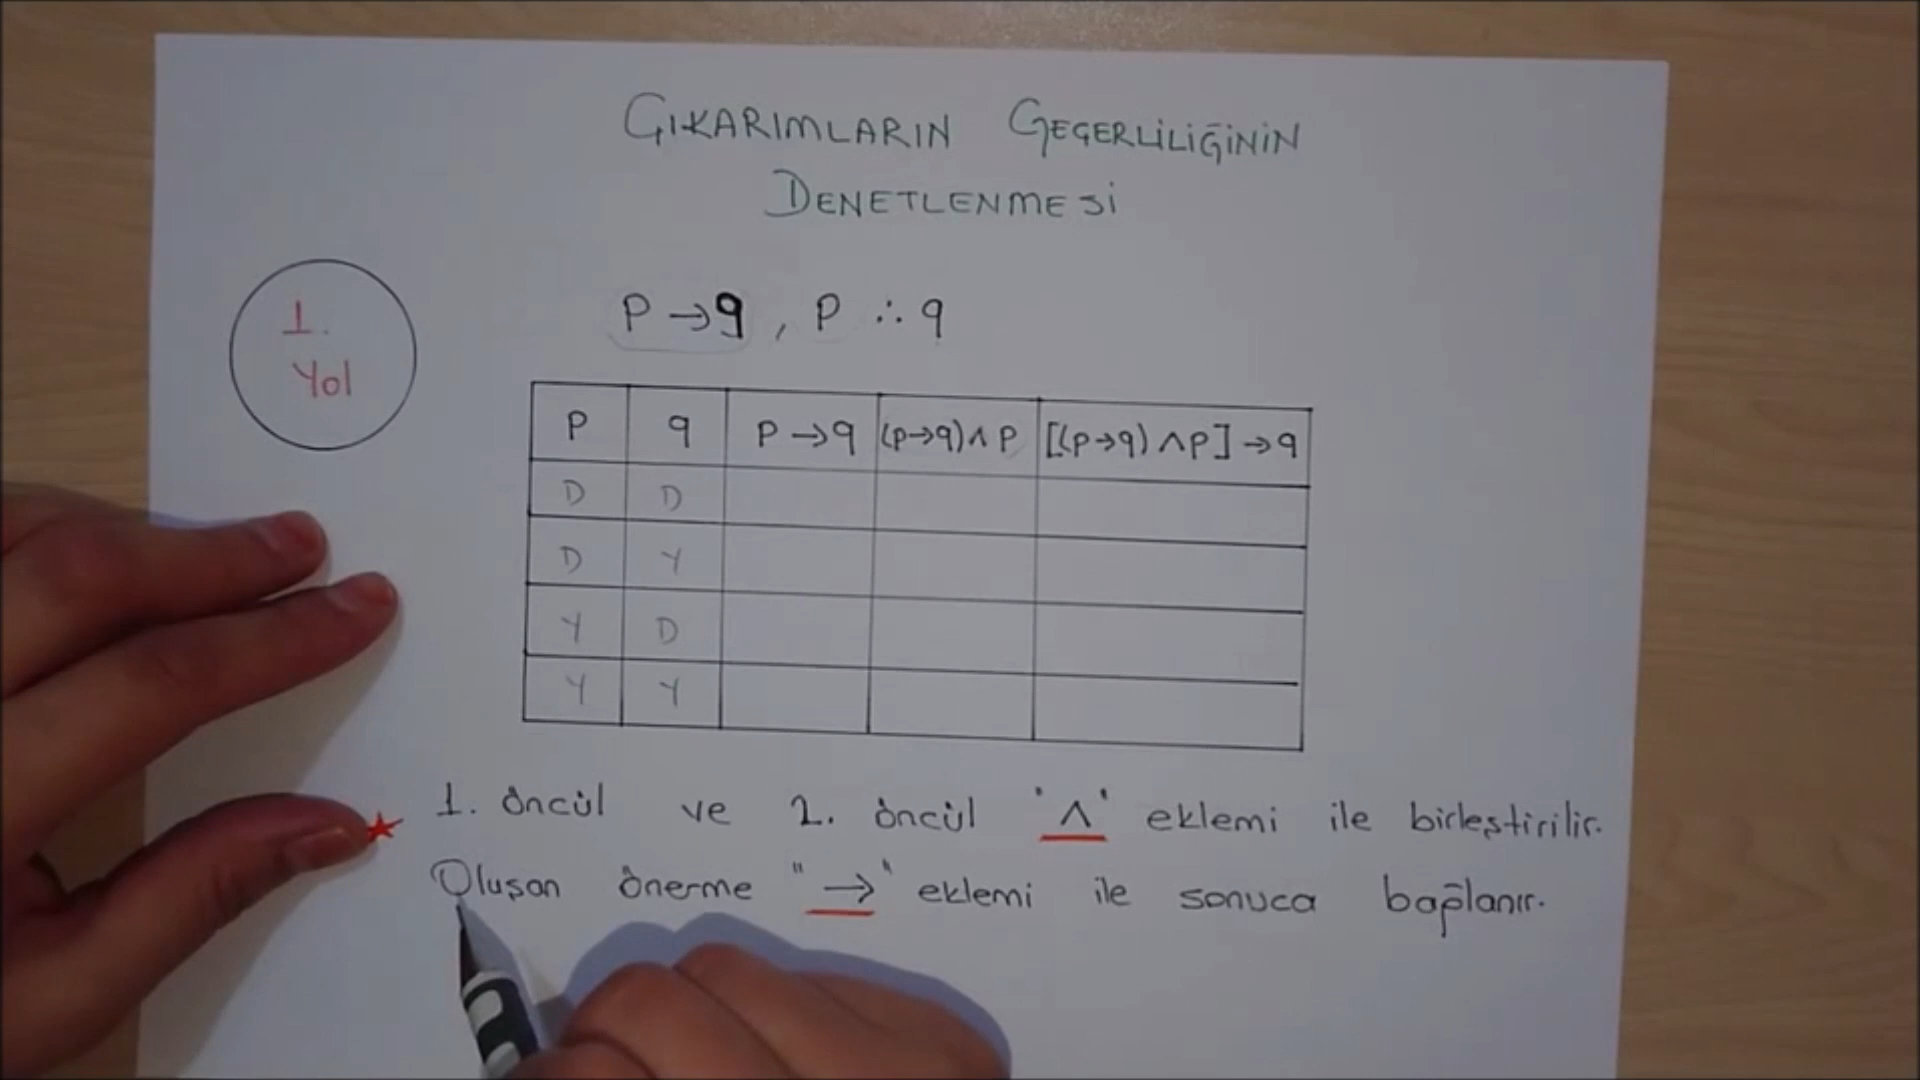 ÇIKARIMLARIN GEÇERLİLİĞİNİN
DENETLENMESİ
1.
Yol
P → q , P ∴ q
P q P → q (p→q) ∧ P [(p→q) ∧ P] → q
D D
D Y
Y D
Y Y
1. öncül ve 2. öncül "∧" eklemi ile birleştirilir.
Oluşan önerme "→" eklemi ile sonuca bağlanır.